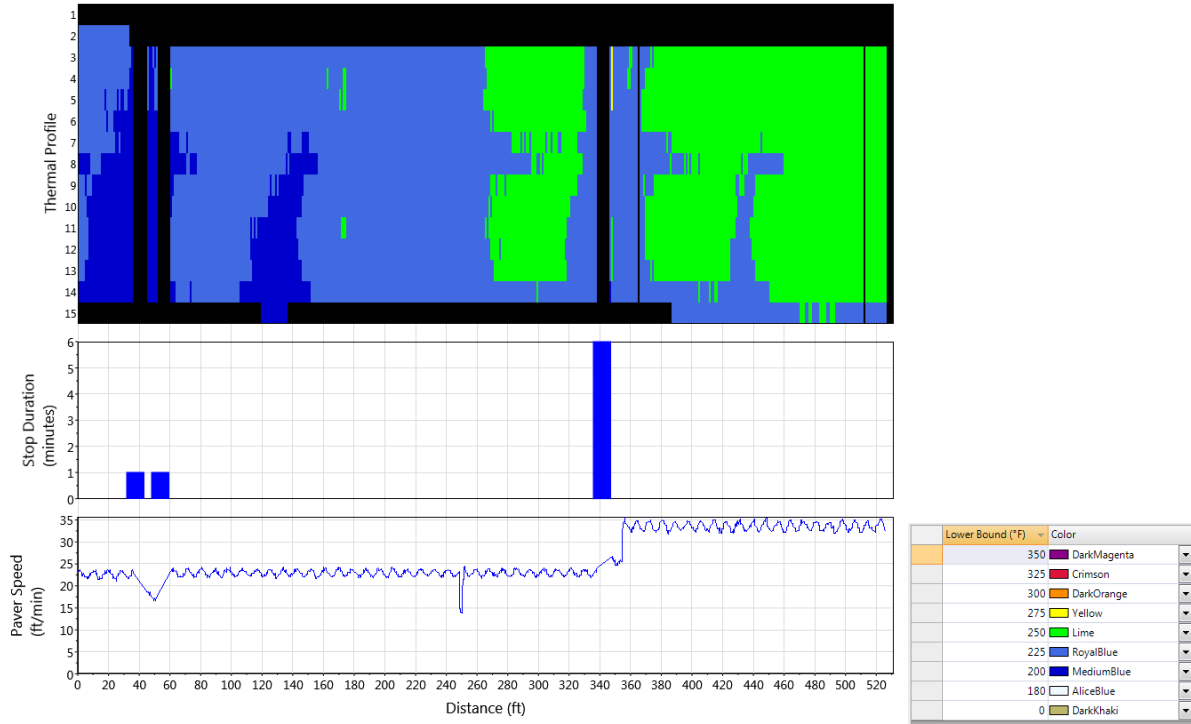 1
2
3
4
5
6
7
8
9
10
11
12
13
14
15
Thermal Profile
6
5
4
3
2
1
0
Stop Duration
(minutes)
35
30
25
20
15
10
5
0
Paver Speed
(ft/min)
0 20 40 60 80 100 120 140 160 180 200 220 240 260 280 300 320 340 360 380 400 420 440 460 480 500 520
Distance (ft)
Lower Bound (°F) Color
350 DarkMagenta
325 Crimson
300 DarkOrange
275 Yellow
250 Lime
225 RoyalBlue
200 MediumBlue
180 AliceBlue
0 DarkKhaki